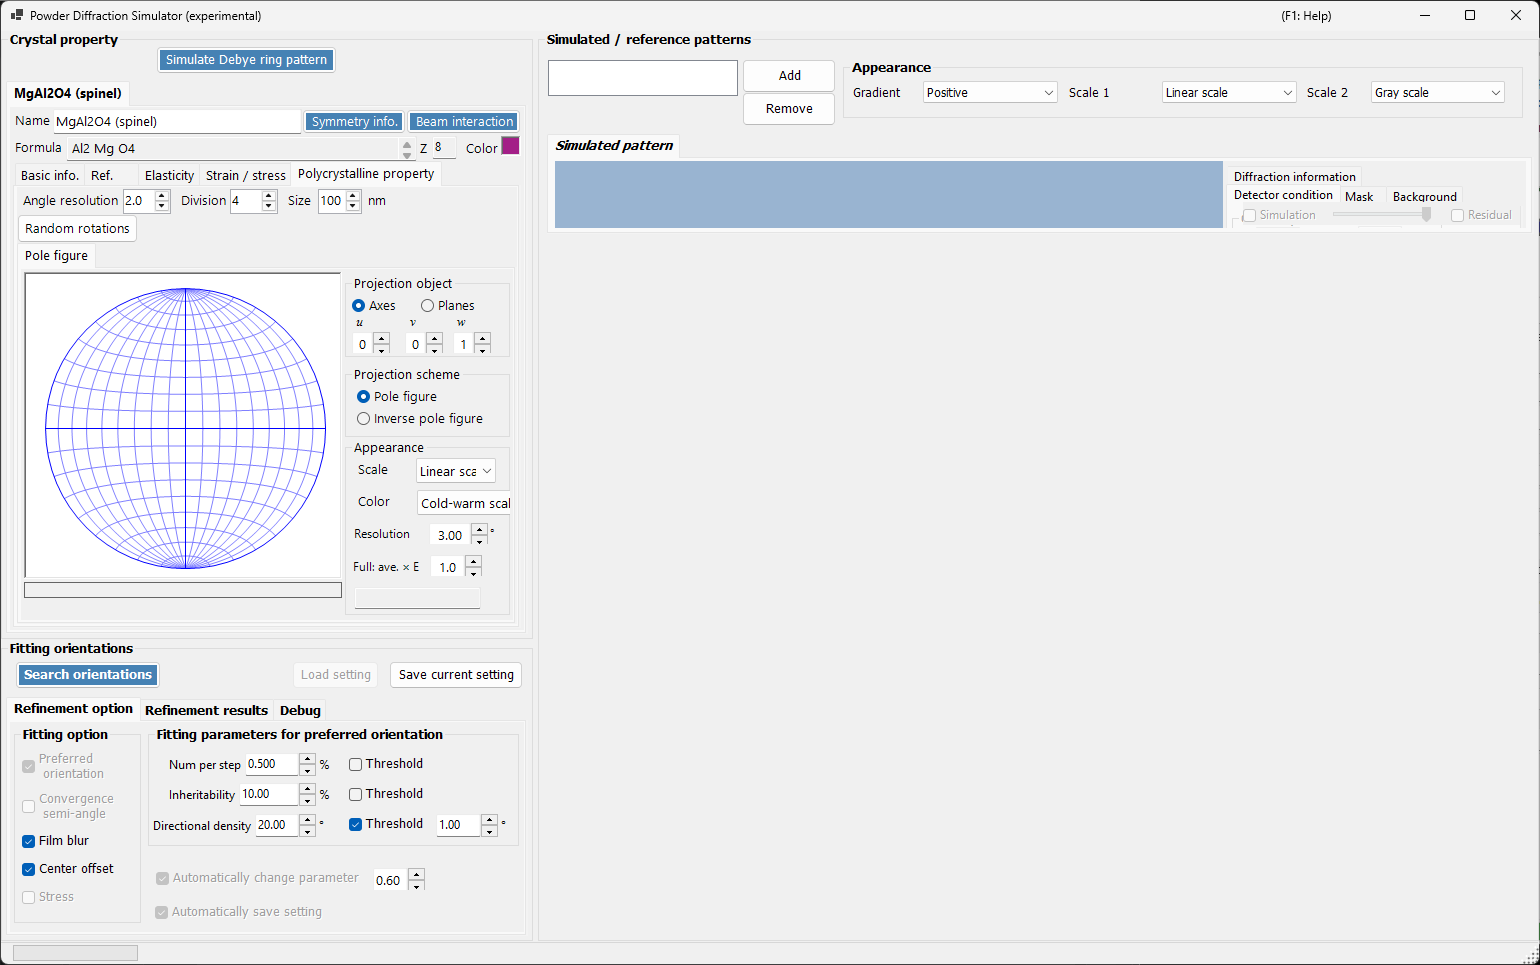 Powder Diffraction Simulator (experimental)
(F1: Help)
Crystal property
Simulate Debye ring pattern
MgAl2O4 (spinel)
Name MgAl2O4 (spinel) Symmetry info. Beam interaction
Formula Al2 Mg O4 Z 8 Color
Basic info. Ref. Elasticity Strain / stress Polycrystalline property
Angle resolution 2.0 Division 4 Size 100 nm
Random rotations
Pole figure
Projection object
Axes Planes
u v w
0 0 1
Projection scheme
Pole figure
Inverse pole figure
Appearance
Scale Linear sca
Color Cold-warm scal
Resolution 3.00 °
Full: ave. × E 1.0
Fitting orientations
Search orientations Load setting Save current setting
Refinement option Refinement results Debug
Fitting option
Preferred
orientation
Convergence
semi-angle
Film blur
Center offset
Stress
Fitting parameters for preferred orientation
Num per step 0.500 % Threshold
Inheritability 10.00 % Threshold
Directional density 20.00 ° Threshold 1.00 °
Automatically change parameter 0.60
Automatically save setting
Simulated / reference patterns
Add
Remove
Appearance
Gradient Positive Scale 1 Linear scale Scale 2 Gray scale
Simulated pattern
Diffraction information
Detector condition Mask Background
Simulation Residual